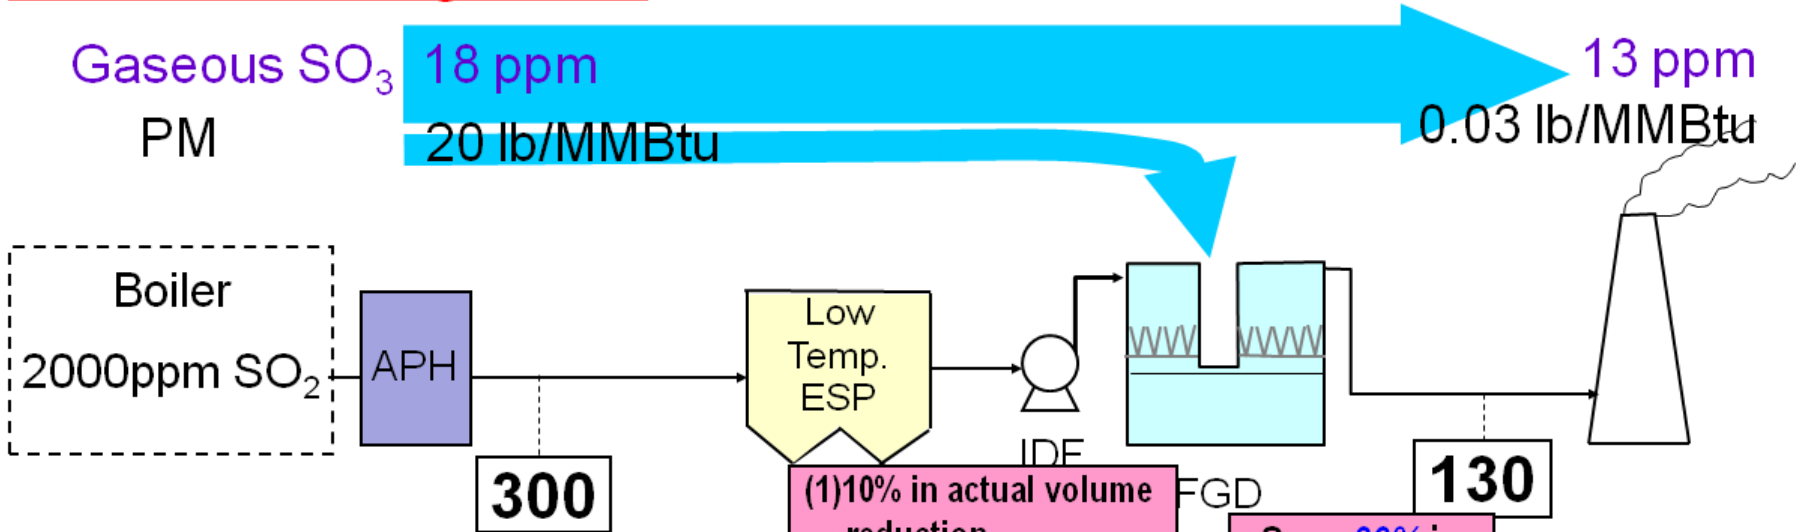 Gaseous SO₃ 18 ppm 13 ppm
PM 20 lb/MMBtu 0.03 lb/MMBtu
Boiler
2000ppm SO₂
APH
Low
Temp.
ESP
IDF
FGD
300
130
(1)10% in actual volume
reduction